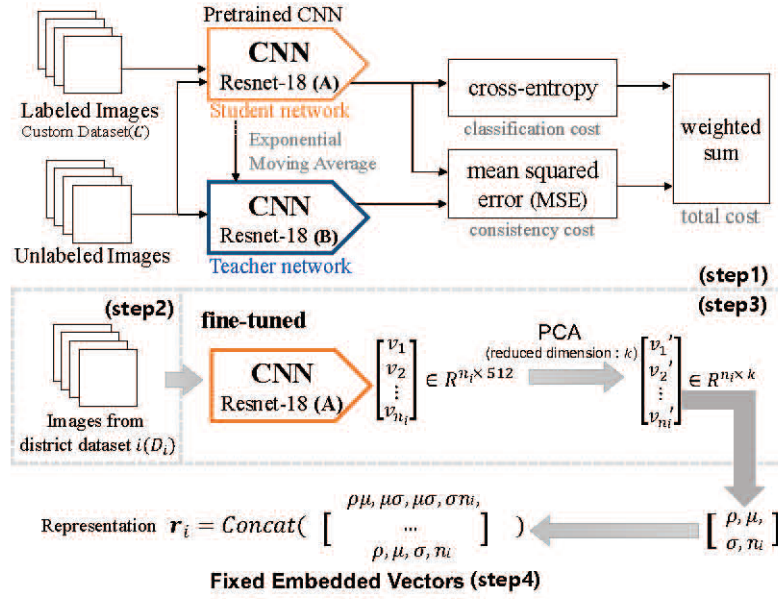 Pretrained CNN
CNN
Resnet-18 (A)
Student network
Labeled Images
Custom Dataset(𝓛)
Exponential
Moving Average
cross-entropy
classification cost
weighted
sum
total cost
mean squared
error (MSE)
consistency cost
CNN
Resnet-18 (B)
Teacher network
Unlabeled Images
(step1)
(step2)
(step3)
Images from
district dataset i(Dᵢ)
fine-tuned
CNN
Resnet-18 (A)
[v₁ v₂ ⋮ vₙᵢ] ∈ R^{nᵢ×512}
PCA
(reduced dimension : k)
[v₁′ v₂′ ⋮ vₙᵢ′] ∈ R^{nᵢ×k}
[ρ, μ,
σ, nᵢ]
Representation rᵢ = Concat( [
ρμ, μσ, μσ, σnᵢ,
...
ρ, μ, σ, nᵢ
] )
Fixed Embedded Vectors (step4)